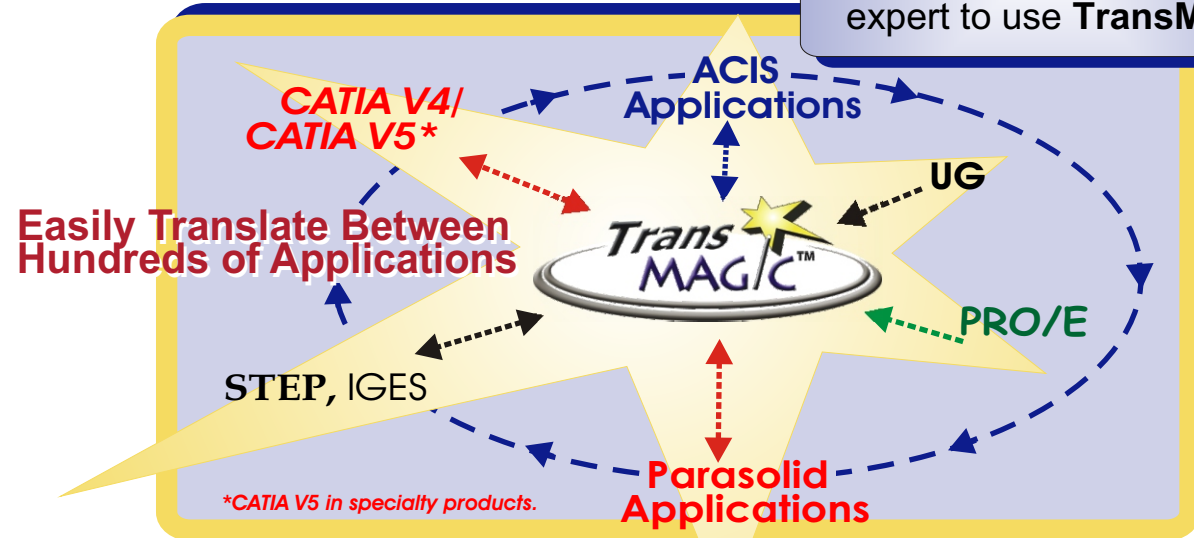 expert to use TransM
ACIS
Applications
CATIA V4/
CATIA V5*
UG
Easily Translate Between
Hundreds of Applications
Trans
MAGIC™
PRO/E
STEP, IGES
Parasolid
Applications
*CATIA V5 in specialty products.